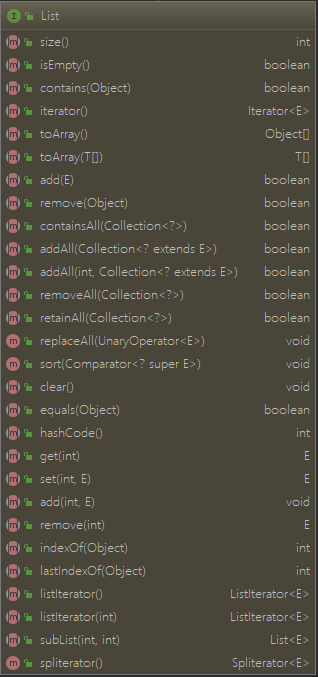 I List
m size() int
m isEmpty() boolean
m contains(Object) boolean
m iterator() Iterator<E>
m toArray() Object[]
m toArray(T[]) T[]
m add(E) boolean
m remove(Object) boolean
m containsAll(Collection<?>) boolean
m addAll(Collection<? extends E>) boolean
m addAll(int, Collection<? extends E>) boolean
m removeAll(Collection<?>) boolean
m retainAll(Collection<?>) boolean
m replaceAll(UnaryOperator<E>) void
m sort(Comparator<? super E>) void
m clear() void
m equals(Object) boolean
m hashCode() int
m get(int) E
m set(int, E) E
m add(int, E) void
m remove(int) E
m indexOf(Object) int
m lastIndexOf(Object) int
m listIterator() ListIterator<E>
m listIterator(int) ListIterator<E>
m subList(int, int) List<E>
m spliterator() Spliterator<E>